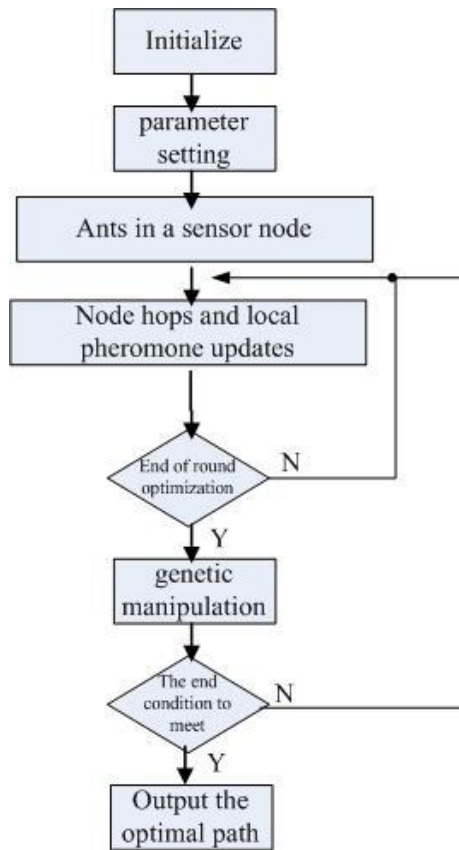 Initialize
parameter
setting
Ants in a sensor node
Node hops and local
pheromone updates
End of round
optimization
N
Y
genetic
manipulation
The end
condition to
meet
N
Y
Output the
optimal path